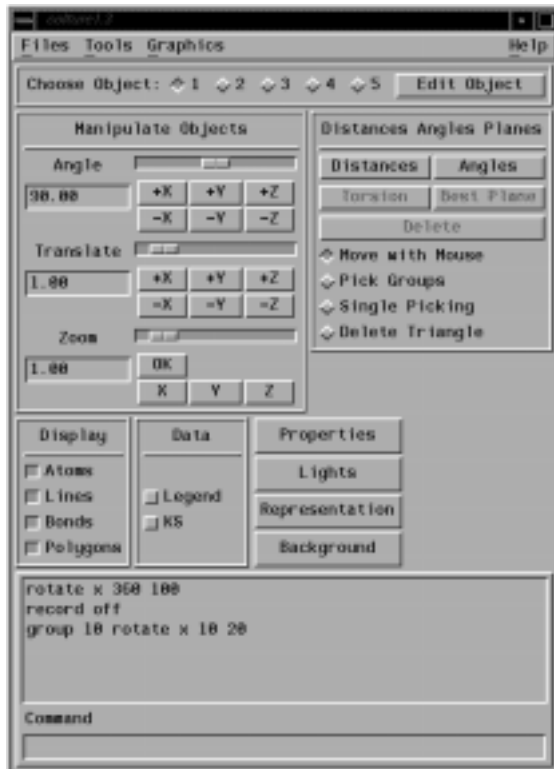 Files Tools Graphics Help
Choose Object: 1 2 3 4 5 Edit Object
Manipulate Objects
Angle
90.00
+X +Y +Z
-X -Y -Z
Translate
1.00
+X +Y +Z
-X -Y -Z
Zoom
1.00
OK
X Y Z
Distances Angles Planes
Distances Angles
Torsion Best Plane
Delete
Move with Mouse
Pick Groups
Single Picking
Delete Triangle
Display
Atoms
Lines
Bonds
Polygons
Data
Legend
KS
Properties
Lights
Representation
Background
rotate x 360 100
record off
group 10 rotate x 10 20
Command